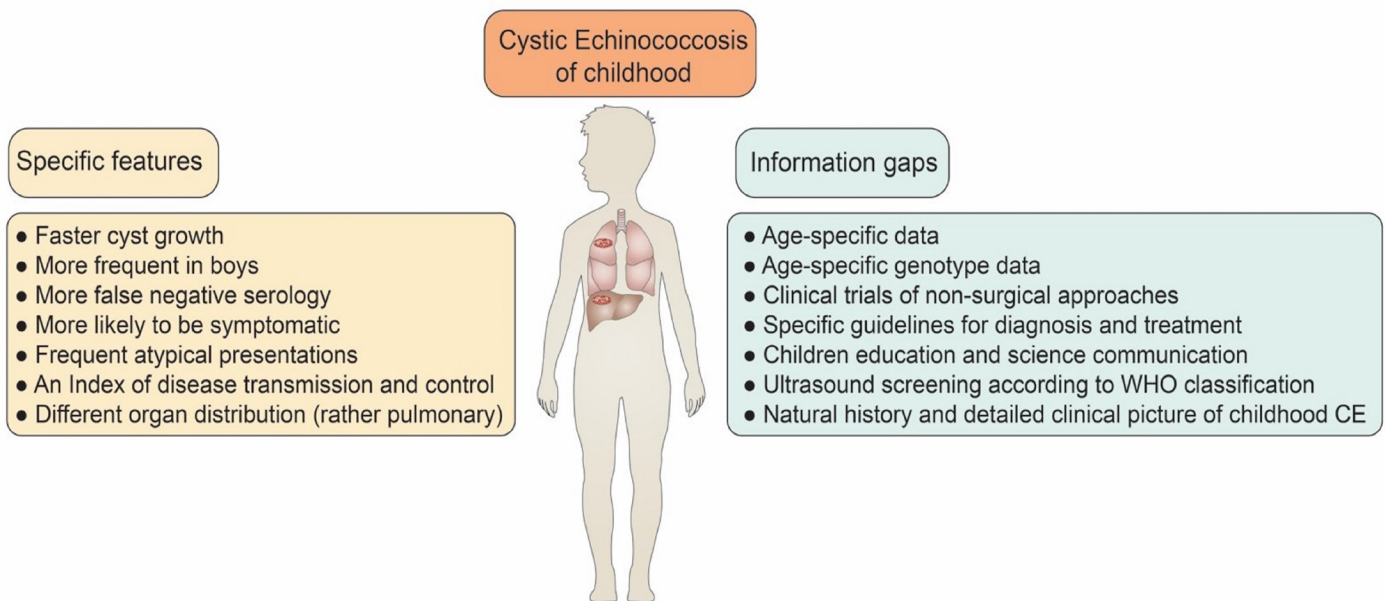 Cystic Echinoccosis
of childhood
Specific features
● Faster cyst growth
● More frequent in boys
● More false negative serology
● More likely to be symptomatic
● Frequent atypical presentations
● An Index of disease transmission and control
● Different organ distribution (rather pulmonary)
Information gaps
● Age-specific data
● Age-specific genotype data
● Clinical trials of non-surgical approaches
● Specific guidelines for diagnosis and treatment
● Children education and science communication
● Ultrasound screening according to WHO classification
● Natural history and detailed clinical picture of childhood CE